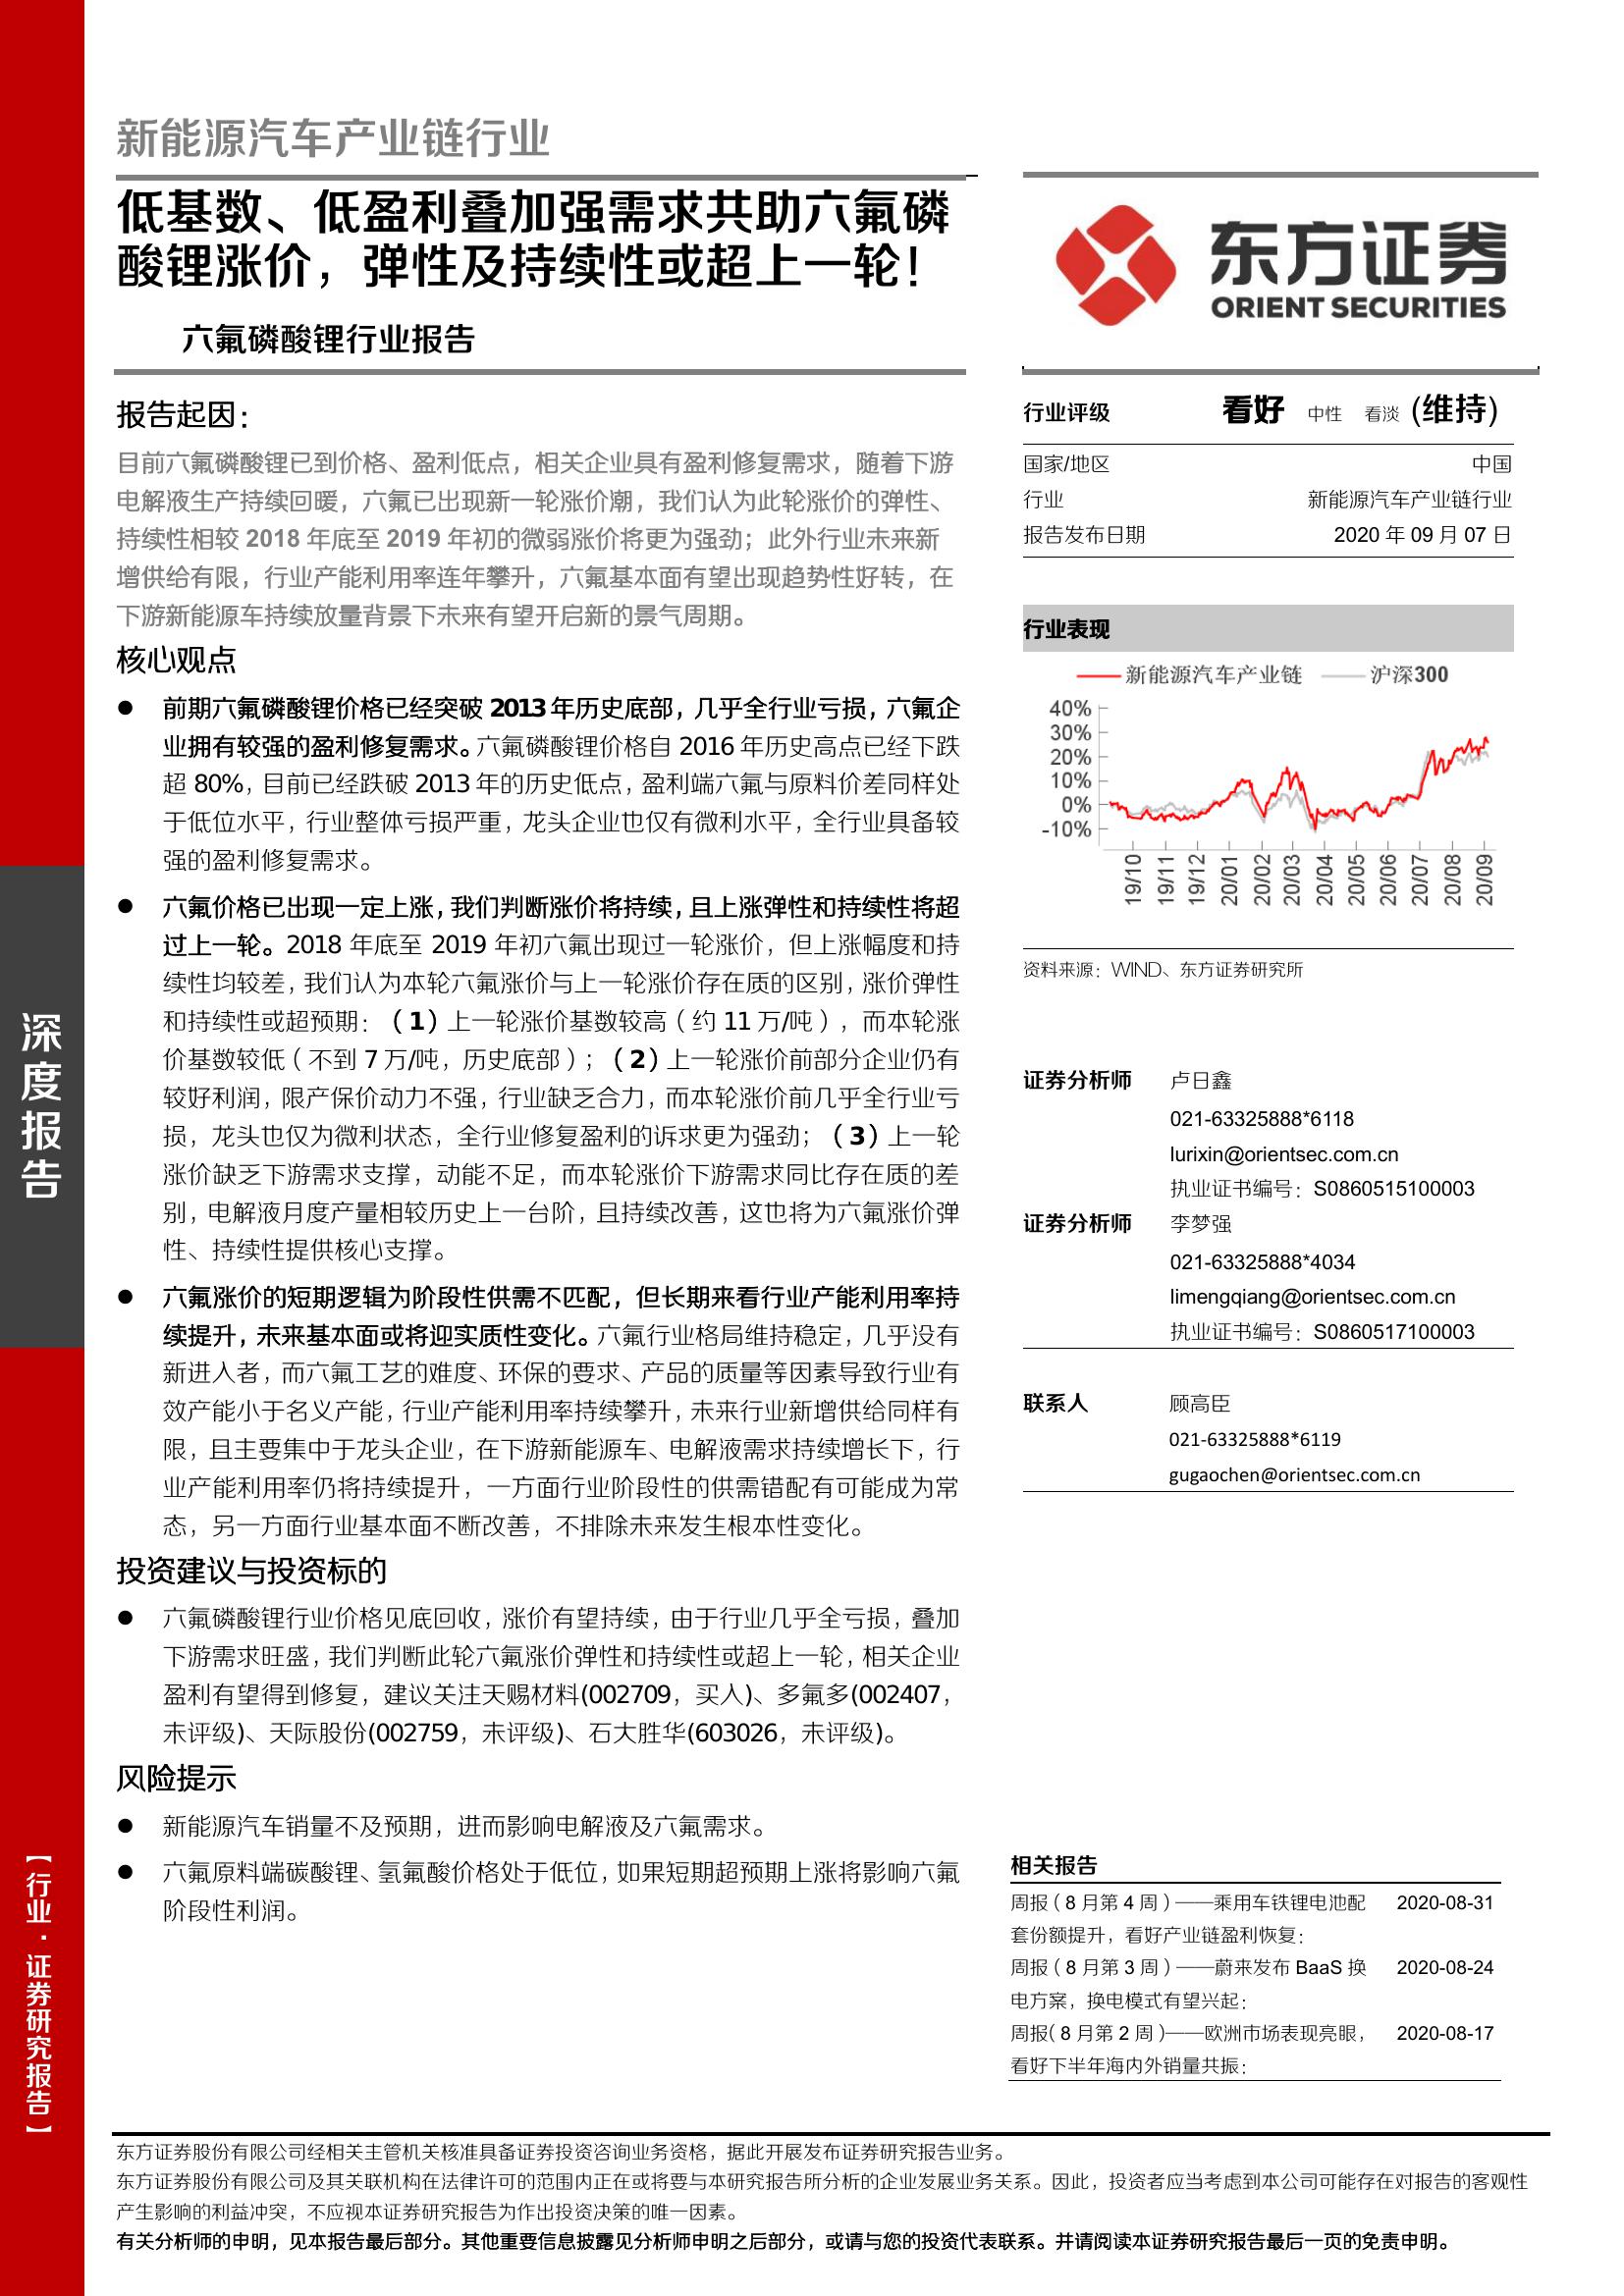 新能源汽车产业链行业
低基数、低盈利叠加强需求共助六氟磷
酸锂涨价，弹性及持续性或超上一轮！
六氟磷酸锂行业报告
报告起因：
目前六氟磷酸锂已到价格、盈利低点，相关企业具有盈利修复需求，随着下游
电解液生产持续回暖，六氟已出现新一轮涨价潮，我们认为此轮涨价的弹性、
持续性相较 2018 年底至 2019 年初的微弱涨价将更为强劲；此外行业未来新
增供给有限，行业产能利用率连年攀升，六氟基本面有望出现趋势性好转，在
下游新能源车持续放量背景下未来有望开启新的景气周期。
核心观点
● 前期六氟磷酸锂价格已经突破 2013 年历史底部，几乎全行业亏损，六氟企
业拥有较强的盈利修复需求。六氟磷酸锂价格自 2016 年历史高点已经下跌
超 80%，目前已经跌破 2013 年的历史低点，盈利端六氟与原料价差同样处
于低位水平，行业整体亏损严重，龙头企业也仅有微利水平，全行业具备较
强的盈利修复需求。
● 六氟价格已出现一定上涨，我们判断涨价将持续，且上涨弹性和持续性将超
过上一轮。2018 年底至 2019 年初六氟出现过一轮涨价，但上涨幅度和持
续性均较差，我们认为本轮六氟涨价与上一轮涨价存在质的区别，涨价弹性
和持续性或超预期：（1）上一轮涨价基数较高（约 11 万/吨），而本轮涨
价基数较低（不到 7 万/吨，历史底部）；（2）上一轮涨价前部分企业仍有
较好利润，限产保价动力不强，行业缺乏合力，而本轮涨价前几乎全行业亏
损，龙头也仅为微利状态，全行业修复盈利的诉求更为强劲；（3）上一轮
涨价缺乏下游需求支撑，动能不足，而本轮涨价下游需求同比存在质的差
别，电解液月度产量相较历史上一台阶，且持续改善，这也将为六氟涨价弹
性、持续性提供核心支撑。
● 六氟涨价的短期逻辑为阶段性供需不匹配，但长期来看行业产能利用率持
续提升，未来基本面或将迎实质性变化。六氟行业格局维持稳定，几乎没有
新进入者，而六氟工艺的难度、环保的要求、产品的质量等因素导致行业有
效产能小于名义产能，行业产能利用率持续攀升，未来行业新增供给同样有
限，且主要集中于龙头企业，在下游新能源车、电解液需求持续增长下，行
业产能利用率仍将持续提升，一方面行业阶段性的供需错配有可能成为常
态，另一方面行业基本面不断改善，不排除未来发生根本性变化。
投资建议与投资标的
● 六氟磷酸锂行业价格见底回收，涨价有望持续，由于行业几乎全亏损，叠加
下游需求旺盛，我们判断此轮六氟涨价弹性和持续性或超上一轮，相关企业
盈利有望得到修复，建议关注天赐材料(002709，买入)、多氟多(002407，
未评级)、天际股份(002759，未评级)、石大胜华(603026，未评级)。
风险提示
● 新能源汽车销量不及预期，进而影响电解液及六氟需求。
● 六氟原料端碳酸锂、氢氟酸价格处于低位，如果短期超预期上涨将影响六氟
阶段性利润。
东方证券
ORIENT SECURITIES
行业评级 看好 中性 看淡 (维持)
国家/地区 中国
行业 新能源汽车产业链行业
报告发布日期 2020 年 09 月 07 日
行业表现
新能源汽车产业链 沪深300
40%
30%
20%
10%
0%
-10%
19/10 19/11 19/12 20/01 20/02 20/03 20/04 20/05 20/06 20/07 20/08 20/09
资料来源：WIND、东方证券研究所
证券分析师 卢日鑫
021-63325888*6118
lurixin@orientsec.com.cn
执业证书编号：S0860515100003
证券分析师 李梦强
021-63325888*4034
limengqiang@orientsec.com.cn
执业证书编号：S0860517100003
联系人 顾高臣
021-63325888*6119
gugaochen@orientsec.com.cn
相关报告
周报（8 月第 4 周）——乘用车铁锂电池配 2020-08-31
套份额提升，看好产业链盈利恢复：
周报（8 月第 3 周）——蔚来发布 BaaS 换 2020-08-24
电方案，换电模式有望兴起：
周报（8 月第 2 周）——欧洲市场表现亮眼， 2020-08-17
看好下半年海内外销量共振：
深度报告
【行业·证券研究报告】
东方证券股份有限公司经相关主管机关核准具备证券投资咨询业务资格，据此开展发布证券研究报告业务。
东方证券股份有限公司及其关联机构在法律许可的范围内正在或将要与本研究报告所分析的企业发展业务关系。因此，投资者应当考虑到本公司可能存在对报告的客观性
产生影响的利益冲突，不应视本证券研究报告为作出投资决策的唯一因素。
有关分析师的申明，见本报告最后部分。其他重要信息披露见分析师申明之后部分，或请与您的投资代表联系。并请阅读本证券研究报告最后一页的免责申明。